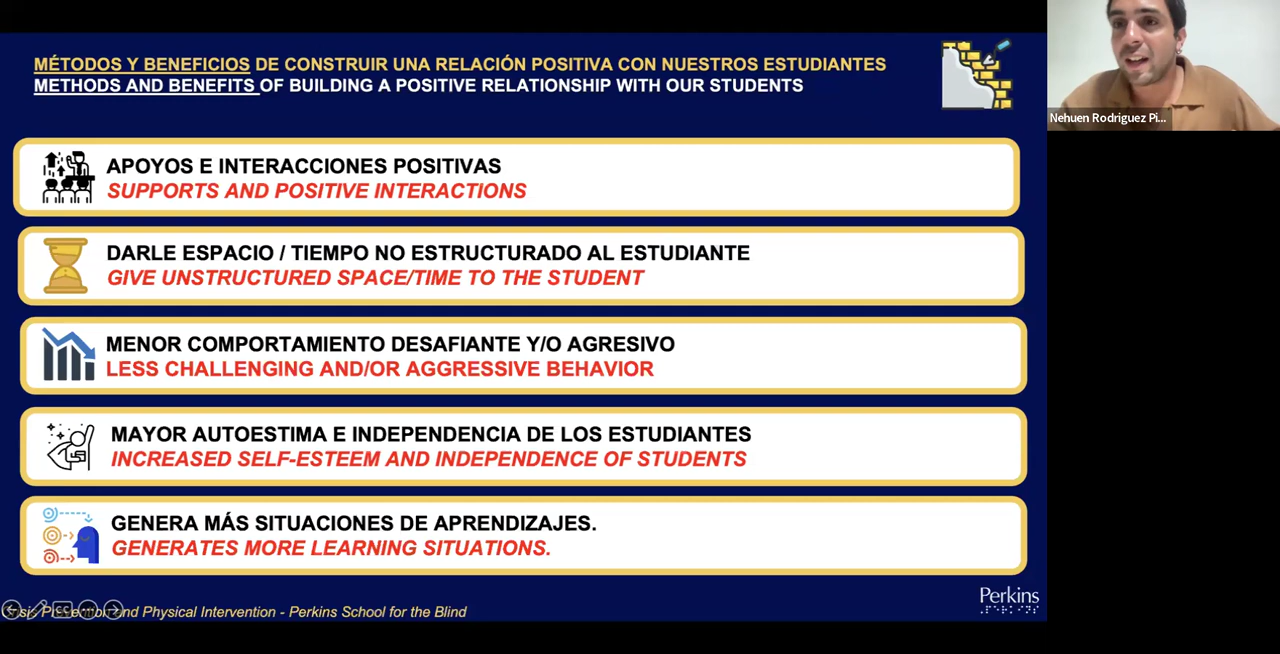 MÉTODOS Y BENEFICIOS DE CONSTRUIR UNA RELACIÓN POSITIVA CON NUESTROS ESTUDIANTES
METHODS AND BENEFITS OF BUILDING A POSITIVE RELATIONSHIP WITH OUR STUDENTS
Nehuen Rodriguez Pi...
APOYOS E INTERACCIONES POSITIVAS
SUPPORTS AND POSITIVE INTERACTIONS
DARLE ESPACIO / TIEMPO NO ESTRUCTURADO AL ESTUDIANTE
GIVE UNSTRUCTURED SPACE/TIME TO THE STUDENT
MENOR COMPORTAMIENTO DESAFIANTE Y/O AGRESIVO
LESS CHALLENGING AND/OR AGGRESSIVE BEHAVIOR
MAYOR AUTOESTIMA E INDEPENDENCIA DE LOS ESTUDIANTES
INCREASED SELF-ESTEEM AND INDEPENDENCE OF STUDENTS
GENERA MÁS SITUACIONES DE APRENDIZAJES.
GENERATES MORE LEARNING SITUATIONS.
Perkins
and Physical Intervention - Perkins School for the Blind